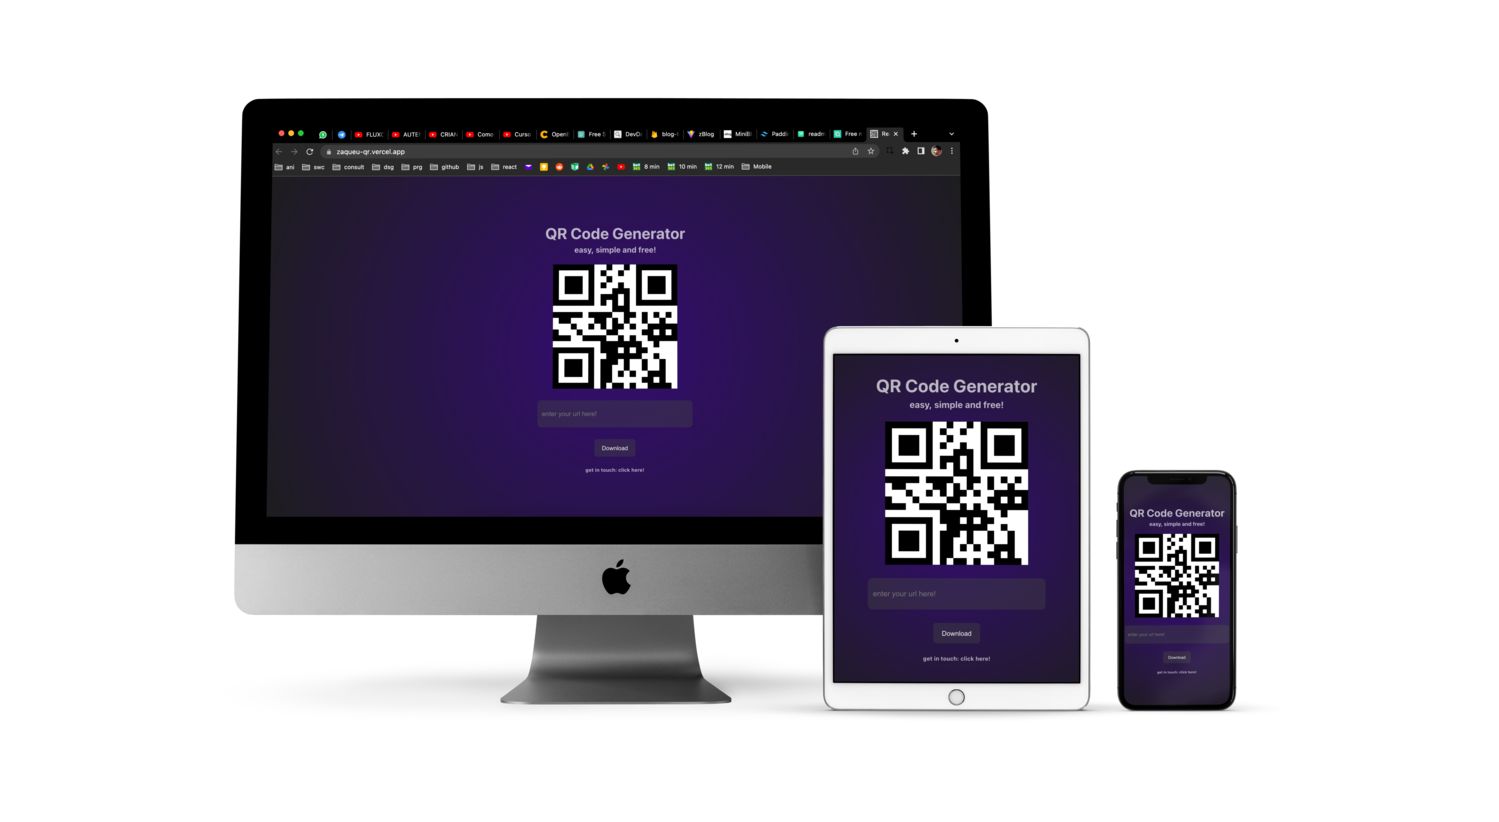 FLUX
AUTE
CRIAN
Como
Curso
Open
Free
DevD
blog-
zBlog
MiniB
Paddi
readm
Free
Re
zaqueu-qr.vercel.app
ani
swc
consult
dsg
prg
github
js
react
8 min
10 min
12 min
Mobile
QR Code Generator
easy, simple and free!
enter your url here!
Download
get in touch: click here!
QR Code Generator
easy, simple and free!
enter your url here!
Download
get in touch: click here!
QR Code Generator
easy, simple and free!
enter your url here!
Download
get in touch: click here!